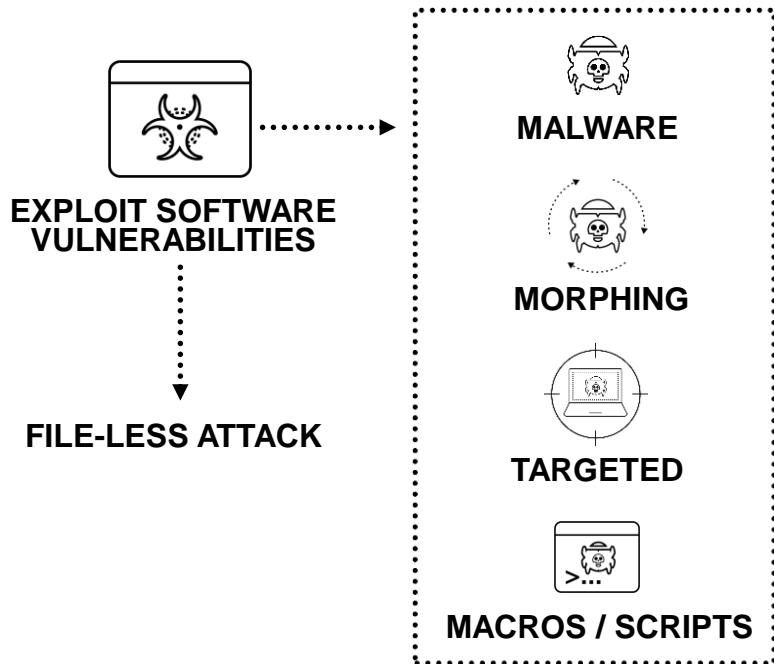 EXPLOIT SOFTWARE
VULNERABILITIES
FILE-LESS ATTACK
MALWARE
MORPHING
TARGETED
>...
MACROS / SCRIPTS